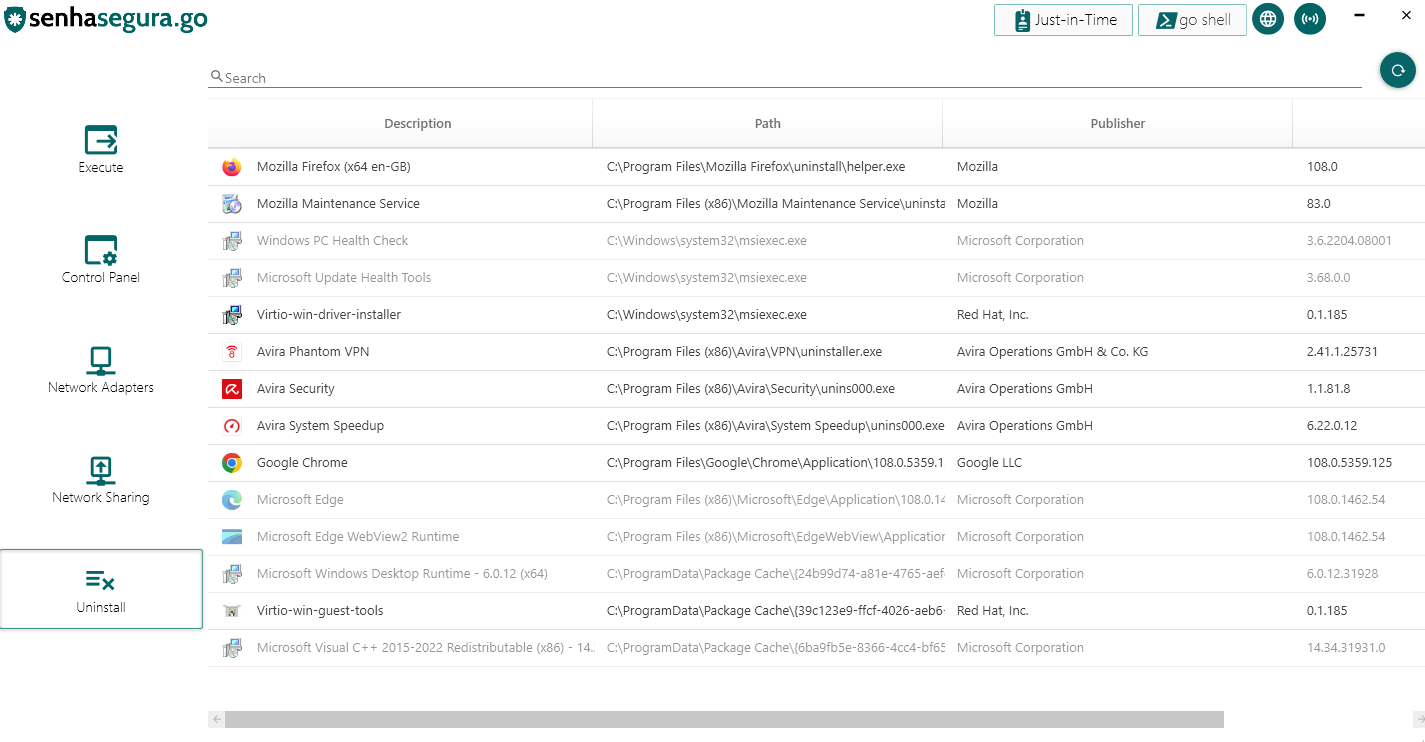 senhasegura.go
Just-in-Time
go shell
Search
Description Path Publisher
Mozilla Firefox (x64 en-GB) C:\Program Files\Mozilla Firefox\uninstall\helper.exe Mozilla 108.0
Mozilla Maintenance Service C:\Program Files (x86)\Mozilla Maintenance Service\uninsta Mozilla 83.0
Windows PC Health Check C:\Windows\system32\msiexec.exe Microsoft Corporation 3.6.2204.08001
Microsoft Update Health Tools C:\Windows\system32\msiexec.exe Microsoft Corporation 3.68.0.0
Virtio-win-driver-installer C:\Windows\system32\msiexec.exe Red Hat, Inc. 0.1.185
Avira Phantom VPN C:\Program Files (x86)\Avira\VPN\uninstaller.exe Avira Operations GmbH & Co. KG 2.41.1.25731
Avira Security C:\Program Files (x86)\Avira\Security\unins000.exe Avira Operations GmbH 1.1.81.8
Avira System Speedup C:\Program Files (x86)\Avira\System Speedup\unins000.exe Avira Operations GmbH 6.22.0.12
Google Chrome C:\Program Files\Google\Chrome\Application\108.0.5359.1 Google LLC 108.0.5359.125
Microsoft Edge C:\Program Files (x86)\Microsoft\Edge\Application\108.0.14 Microsoft Corporation 108.0.1462.54
Microsoft Edge WebView2 Runtime C:\Program Files (x86)\Microsoft\EdgeWebView\Application Microsoft Corporation 108.0.1462.54
Microsoft Windows Desktop Runtime - 6.0.12 (x64) C:\ProgramData\Package Cache\{24b99d74-a81e-4765-aef Microsoft Corporation 6.0.12.31928
Virtio-win-guest-tools C:\ProgramData\Package Cache\{39c123e9-ffcf-4026-aeb6- Red Hat, Inc. 0.1.185
Microsoft Visual C++ 2015-2022 Redistributable (x86) - 14. C:\ProgramData\Package Cache\{6ba9fb5e-8366-4cc4-bf65 Microsoft Corporation 14.34.31931.0
Execute
Control Panel
Network Adapters
Network Sharing
Uninstall